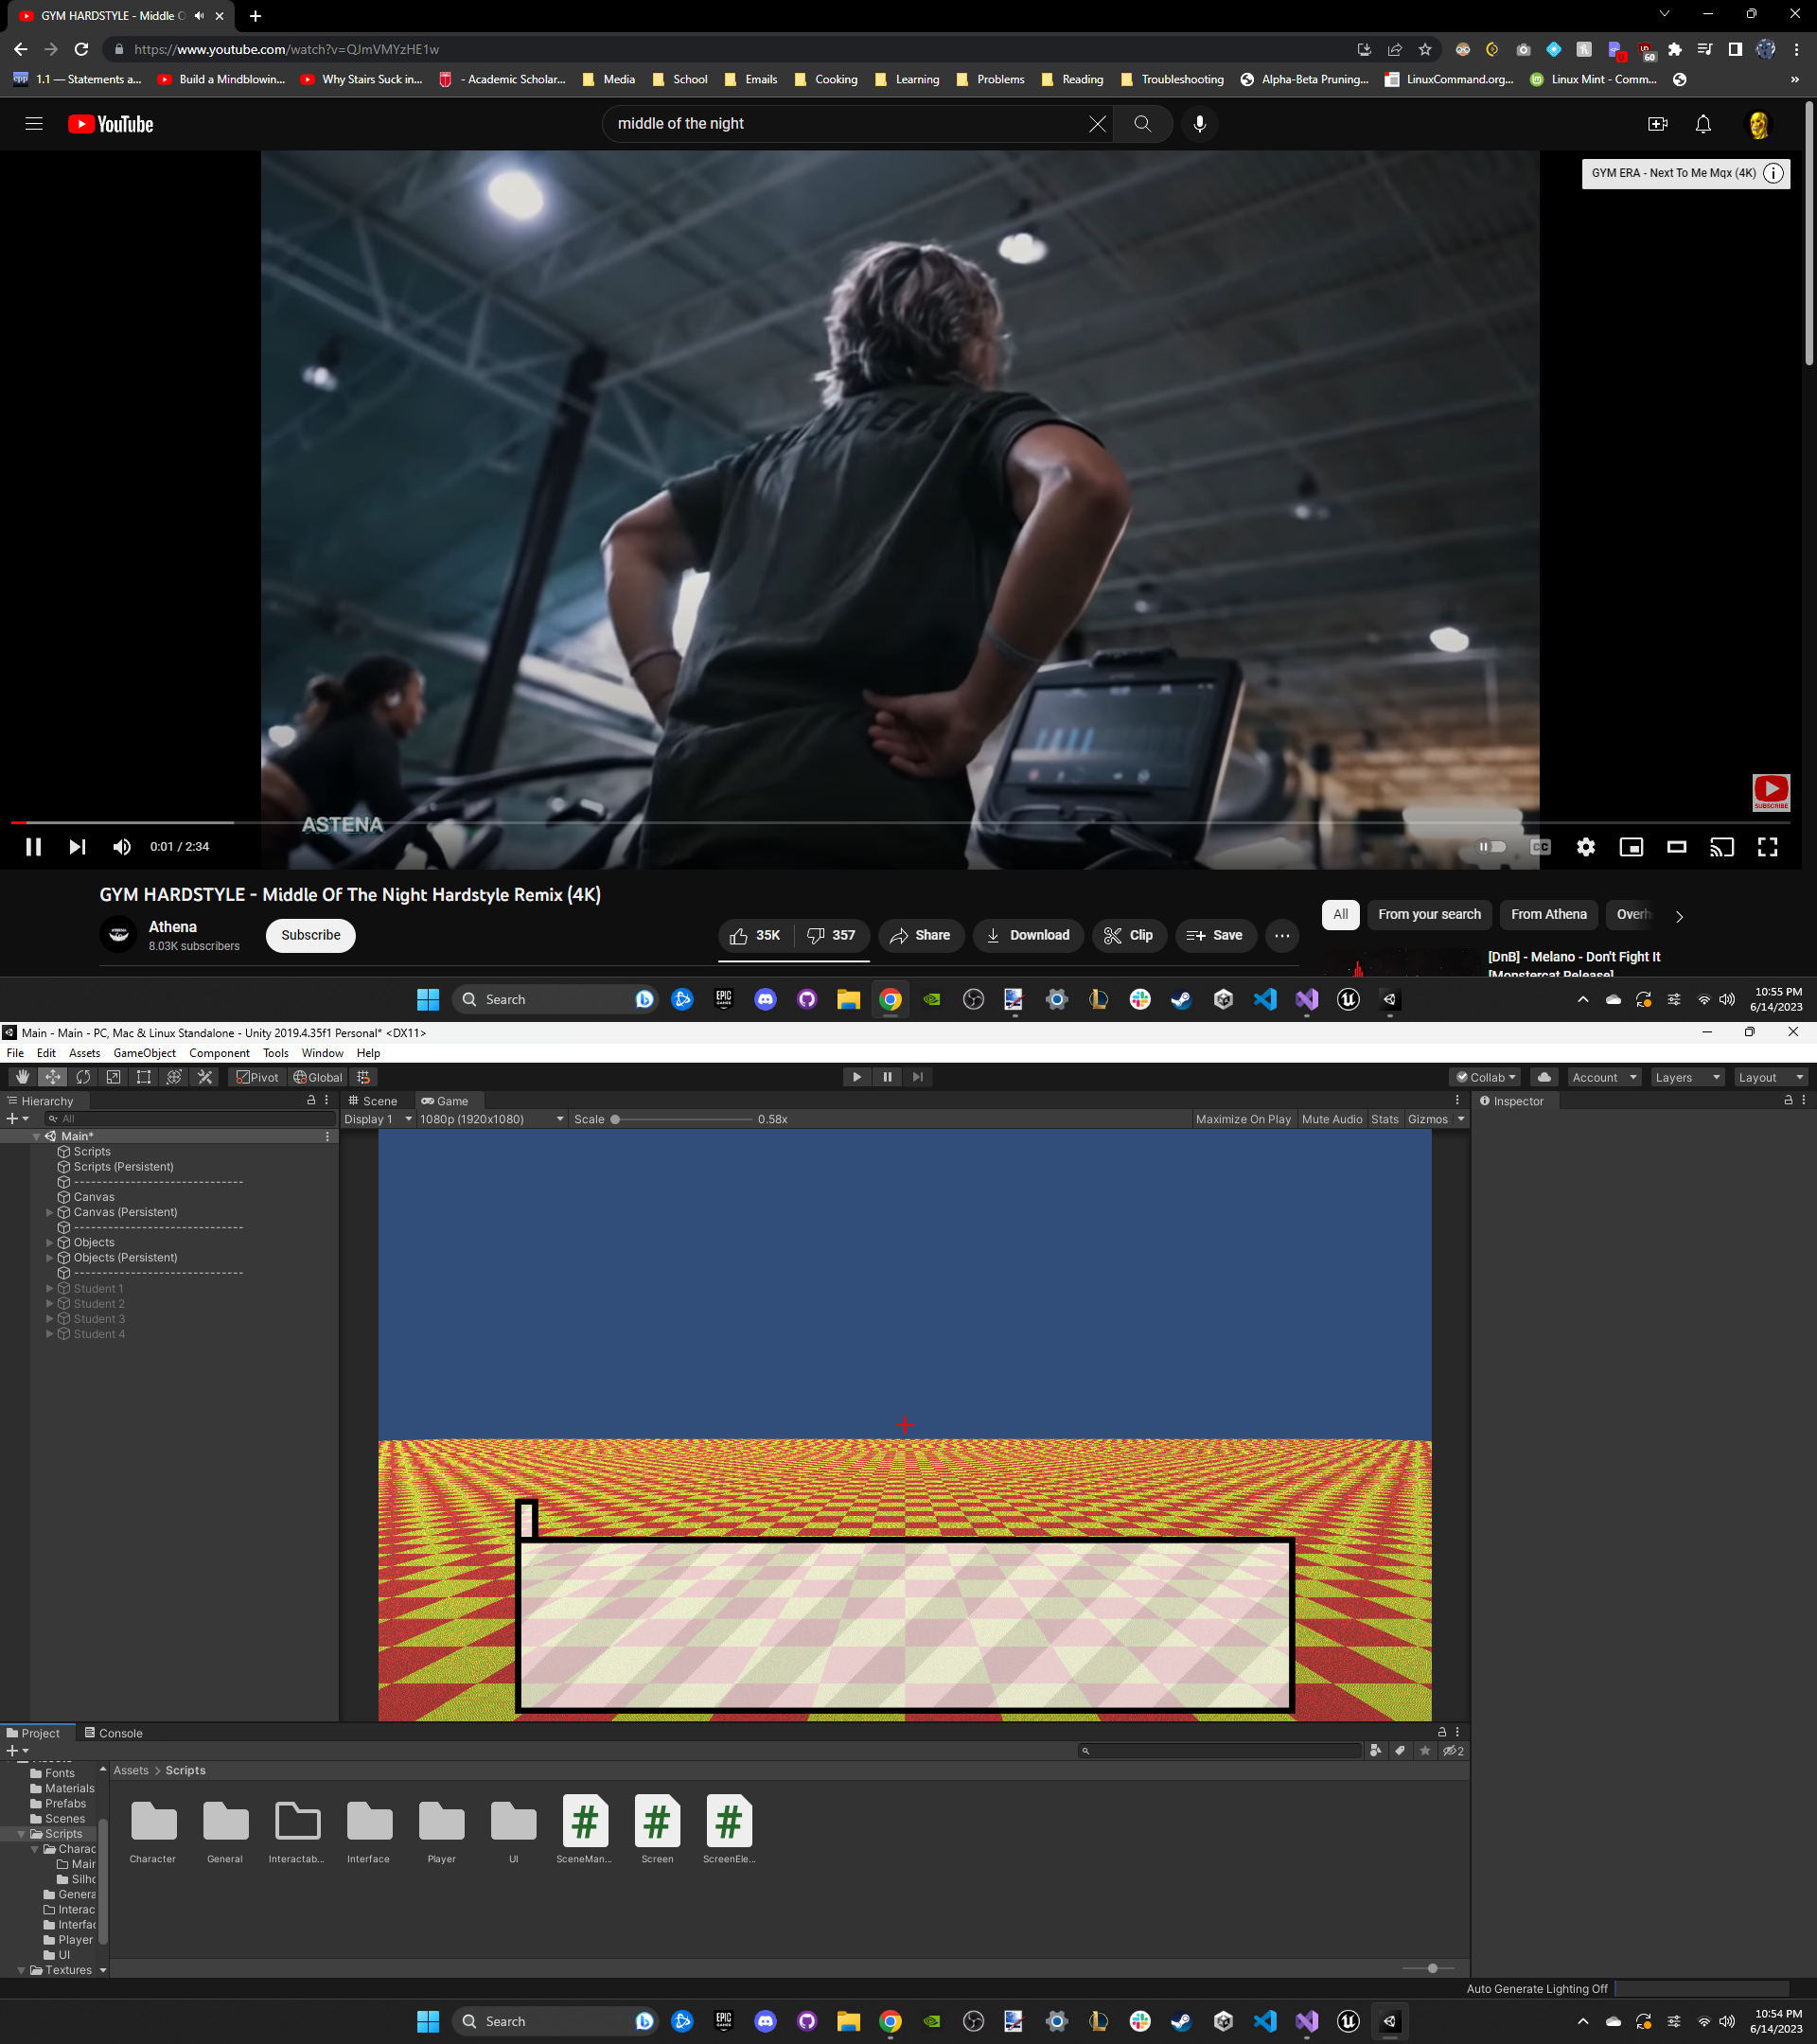 GYM HARDSTYLE - Middle O
https://www.youtube.com/watch?v=QJmVMYzHE1w
1.1 — Statements a... Build a Mindblowin... Why Stairs Suck in... - Academic Scholar... Media School Emails Cooking Learning Problems Reading Troubleshooting Alpha-Beta Pruning... LinuxCommand.org... Linux Mint - Comm... »
YouTube middle of the night
GYM ERA - Next To Me Mqx (4K)
SUBSCRIBE
ASTENA
0:01 / 2:34 CC
GYM HARDSTYLE - Middle Of The Night Hardstyle Remix (4K)
Athena
8.03K subscribers
Subscribe
35K 357 Share Download Clip Save ...
All From your search From Athena Overh
[DnB] - Melano - Don't Fight It
[Monstercat Release]
Search EPIC GAMES 10:55 PM
6/14/2023
Main - Main - PC, Mac & Linux Standalone - Unity 2019.4.35f1 Personal* <DX11>
File Edit Assets GameObject Component Tools Window Help
Pivot Global Collab Account Layers Layout
Hierarchy Scene Game Inspector
All Display 1 1080p (1920x1080) Scale 0.58x Maximize On Play Mute Audio Stats Gizmos
Main*
Scripts
Scripts (Persistent)
-------------------------------
Canvas
Canvas (Persistent)
-------------------------------
Objects
Objects (Persistent)
-------------------------------
Student 1
Student 2
Student 3
Student 4
Project Console
2
Assets > Scripts
Fonts
Materials
Prefabs
Scenes
Scripts
Charac
Mair
Silho
Genera
Interac
Interfac
Player
UI
Textures
Character General Interactab... Interface Player UI SceneMan... Screen ScreenEle...
Auto Generate Lighting Off
Search EPIC GAMES 10:54 PM
6/14/2023